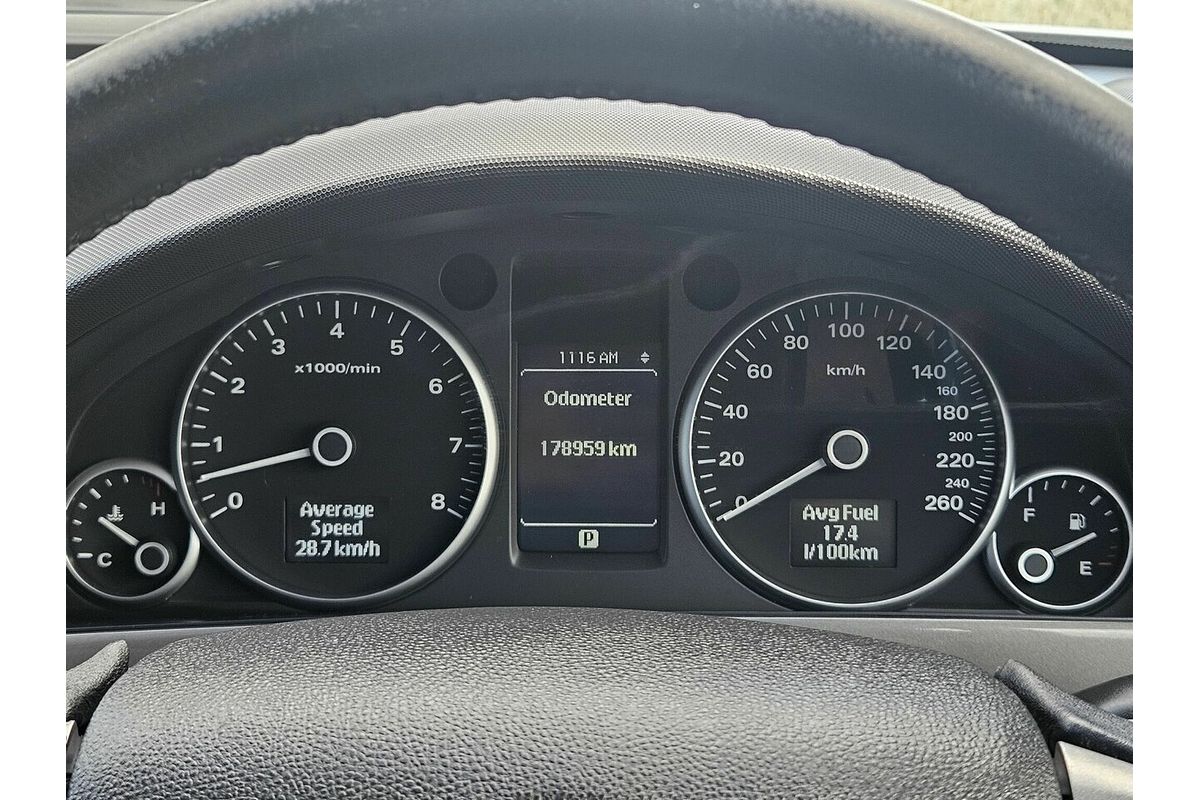 x1000/min
0
1
2
3
4
5
6
7
8
Average
Speed
28.7 km/h
H
C
1116 AM
Odometer
178959 km
P
km/h
0
20
40
60
80
100
120
140
160
180
200
220
240
260
Avg Fuel
17.4
l/100km
F
E